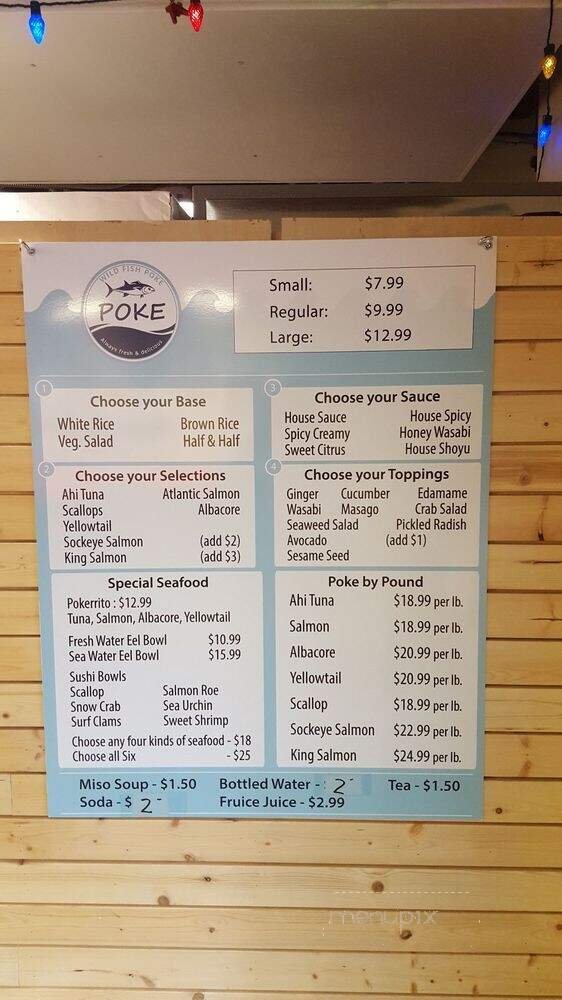 WILD FISH POKE
POKE
Always fresh & delicious
Small: $7.99
Regular: $9.99
Large: $12.99
1
Choose your Base
White Rice Brown Rice
Veg. Salad Half & Half
2
Choose your Selections
Ahi Tuna Atlantic Salmon
Scallops Albacore
Yellowtail
Sockeye Salmon (add $2)
King Salmon (add $3)
3
Choose your Sauce
House Sauce House Spicy
Spicy Creamy Honey Wasabi
Sweet Citrus House Shoyu
4
Choose your Toppings
Ginger Cucumber Edamame
Wasabi Masago Crab Salad
Seaweed Salad Pickled Radish
Avocado (add $1)
Sesame Seed
Special Seafood
Pokerrito : $12.99
Tuna, Salmon, Albacore, Yellowtail
Fresh Water Eel Bowl $10.99
Sea Water Eel Bowl $15.99
Sushi Bowls
Scallop Salmon Roe
Snow Crab Sea Urchin
Surf Clams Sweet Shrimp
Choose any four kinds of seafood - $18
Choose all Six - $25
Poke by Pound
Ahi Tuna $18.99 per lb.
Salmon $18.99 per lb.
Albacore $20.99 per lb.
Yellowtail $20.99 per lb.
Scallop $18.99 per lb.
Sockeye Salmon $22.99 per lb.
King Salmon $24.99 per lb.
Miso Soup - $1.50 Bottled Water - 2- Tea - $1.50
Soda - $ 2- Fruice Juice - $2.99
menupix